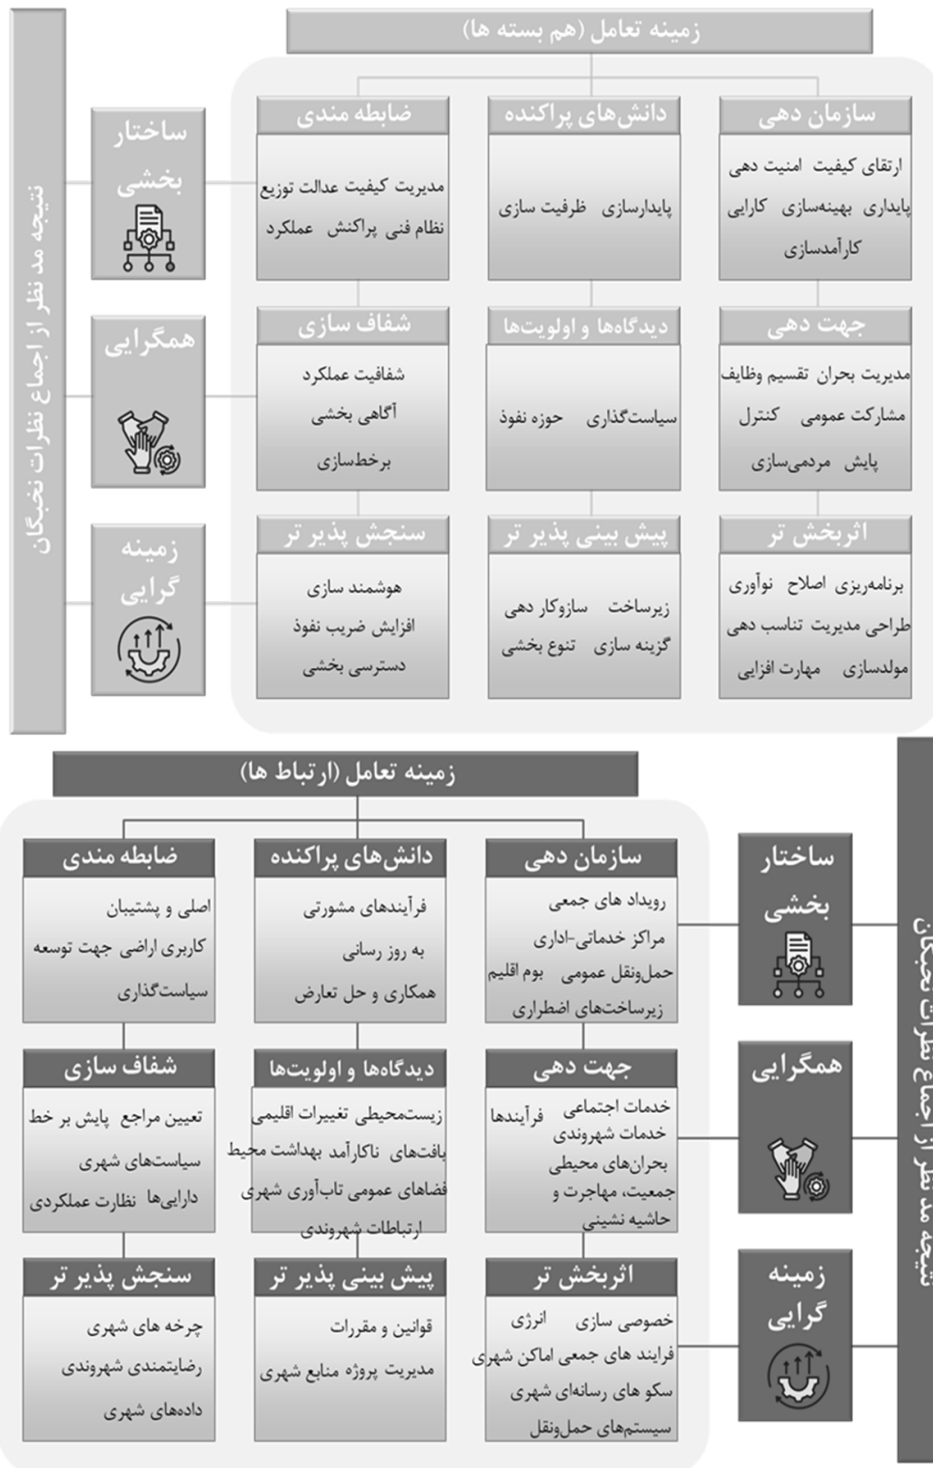 زمینه تعامل (هم بسته ها)
نتیجه مد نظر از اجماع نظرات نخبگان
سازمان دهی
ارتقای کیفیت امنیت دهی
پایداری بهینه‌سازی کارایی
کارآمدسازی
دانش‌های پراکنده
پایدارسازی ظرفیت سازی
ضابطه مندی
مدیریت کیفیت عدالت توزیع
نظام فنی پراکنش عملکرد
ساختار
بخشی
جهت دهی
مدیریت بحران تقسیم وظایف
مشارکت عمومی کنترل
پایش مردمی‌سازی
دیدگاه‌ها و اولویت‌ها
سیاست‌گذاری حوزه نفوذ
شفاف سازی
شفافیت عملکرد
آگاهی بخشی
برخط‌سازی
همگرایی
اثربخش تر
برنامه‌ریزی اصلاح نوآوری
طراحی مدیریت تناسب دهی
مولدسازی مهارت افزایی
پیش بینی پذیر تر
زیرساخت سازوکار دهی
گزینه سازی تنوع بخشی
سنجش پذیر تر
هوشمند سازی
افزایش ضریب نفوذ
دسترسی بخشی
زمینه
گرایی
زمینه تعامل (ارتباط ها)
نتیجه مد نظر از اجماع نظرات نخبگان
ساختار
بخشی
سازمان دهی
رویداد های جمعی
مراکز خدماتی-اداری
حمل‌ونقل عمومی بوم اقلیم
زیرساخت‌های اضطراری
دانش‌های پراکنده
فرآیندهای مشورتی
به روز رسانی
همکاری و حل تعارض
ضابطه مندی
اصلی و پشتیبان
کاربری اراضی جهت توسعه
سیاست‌گذاری
همگرایی
جهت دهی
خدمات اجتماعی فرآیندها
خدمات شهروندی
بحران‌های محیطی
جمعیت، مهاجرت و
حاشیه نشینی
دیدگاه‌ها و اولویت‌ها
زیست‌محیطی تغییرات اقلیمی
بافت‌های ناکارآمد بهداشت محیط
فضاهای عمومی تاب‌آوری شهری
ارتباطات شهروندی
شفاف سازی
تعیین مراجع پایش بر خط
سیاست‌های شهری
دارایی‌ها نظارت عملکردی
زمینه
گرایی
اثربخش تر
خصوصی سازی انرژی
فرایند های جمعی اماکن شهری
سکو های رسانه‌ای شهری
سیستم‌های حمل‌ونقل
پیش بینی پذیر تر
قوانین و مقررات
مدیریت پروژه منابع شهری
سنجش پذیر تر
چرخه های شهری
رضایتمندی شهروندی
داده‌های شهری